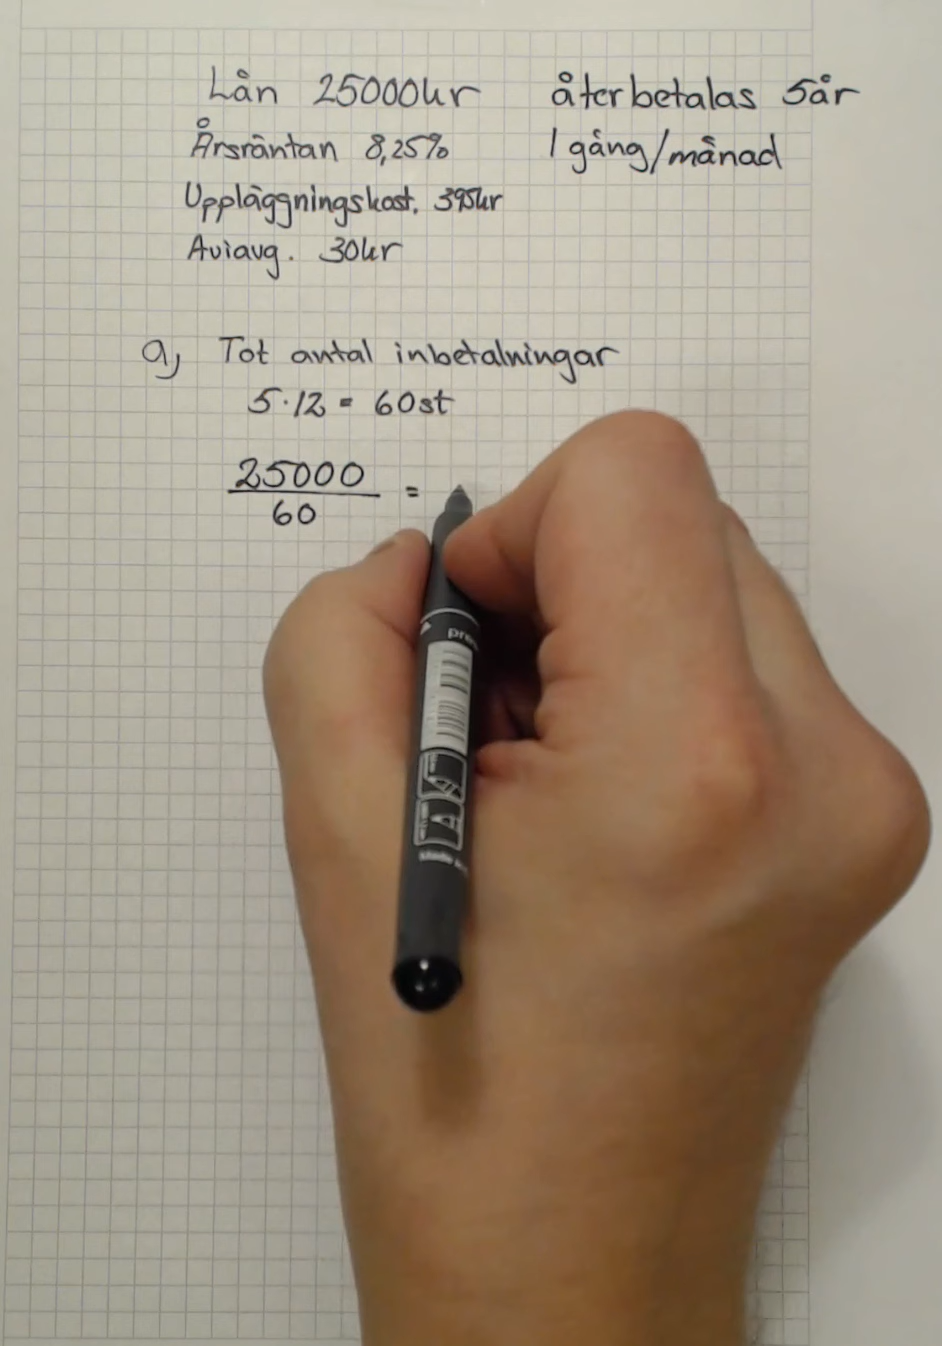 Lån 25000kr återbetalas 5år
Årsräntan 8,25% 1 gång/månad
Uppläggningskost. 395kr
Aviavg. 30kr
a) Tot antal inbetalningar
5·12 = 60st
25000
60
=